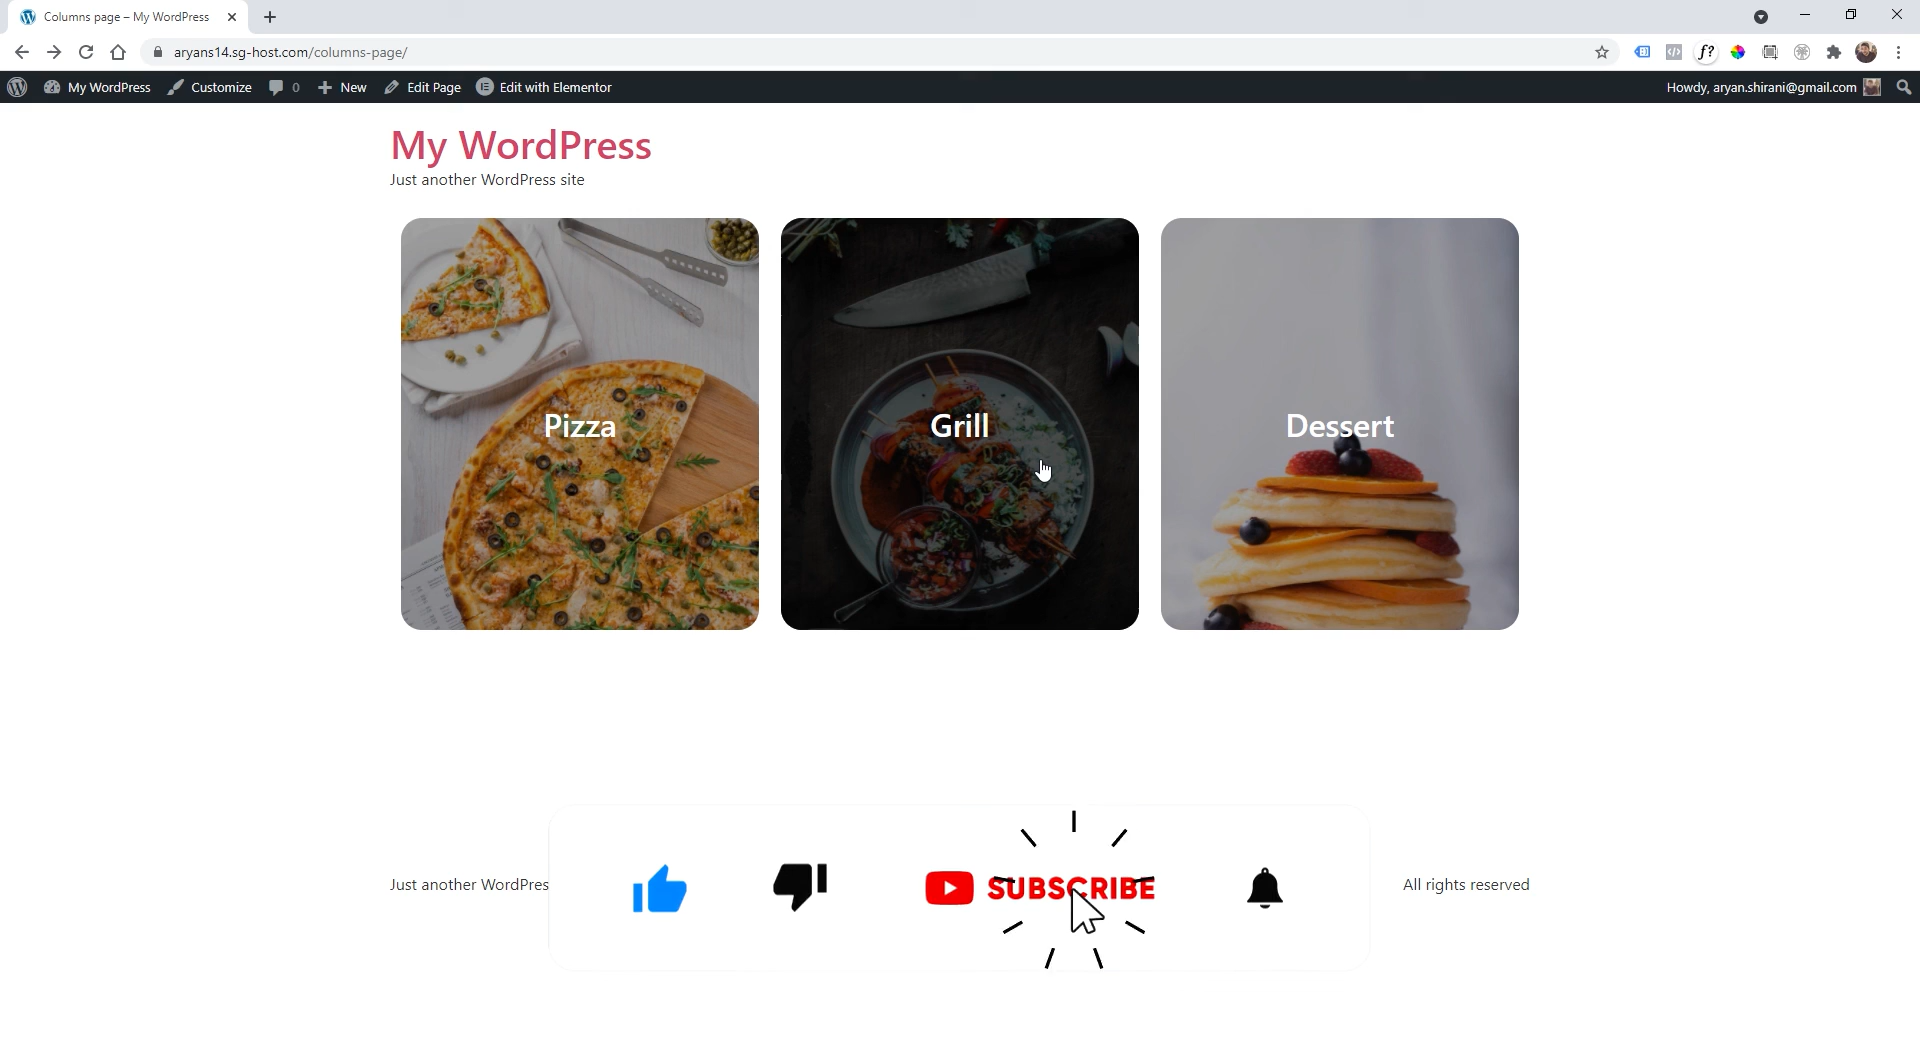 Columns page – My WordPress
aryans14.sg-host.com/columns-page/
f?
My WordPress
Customize
0
New
Edit Page
Edit with Elementor
Howdy, aryan.shirani@gmail.com
My WordPress
Just another WordPress site
Pizza
Grill
Dessert
Just another WordPres
SUBSCRIBE
All rights reserved